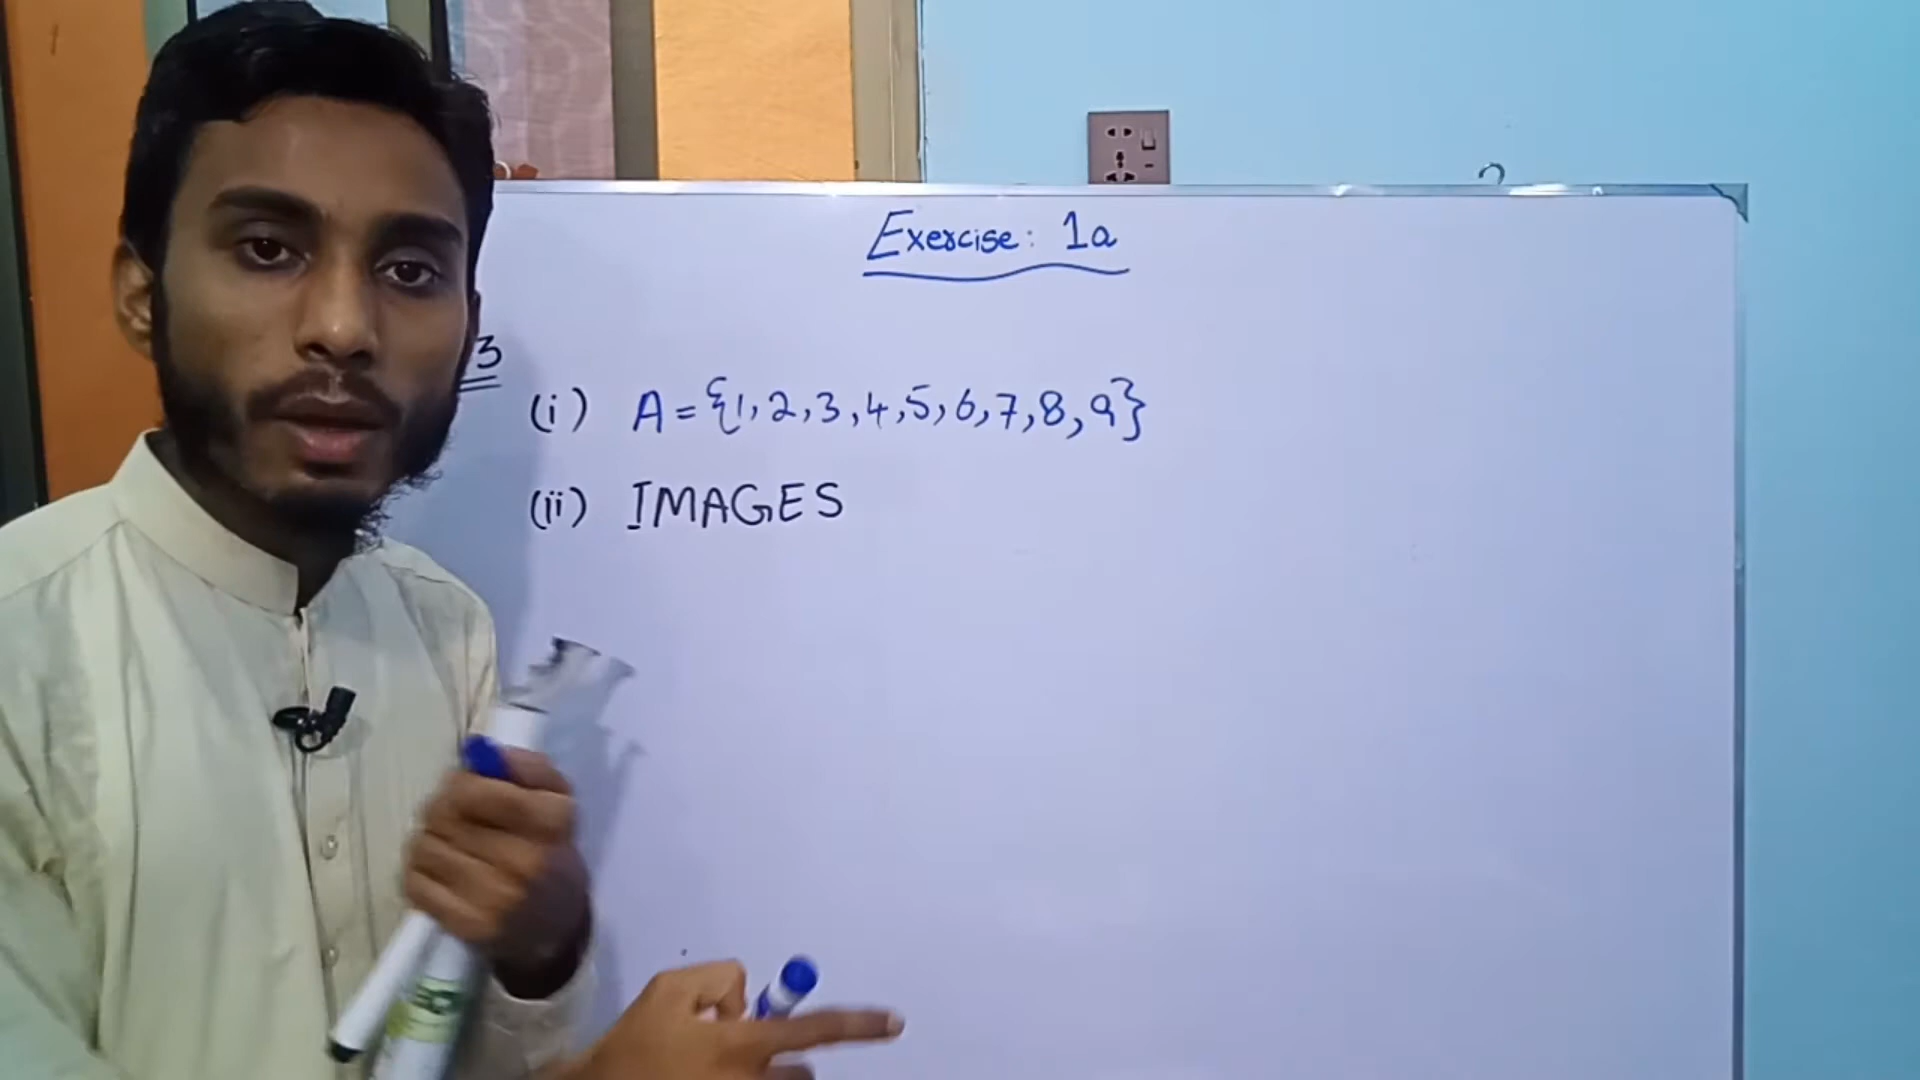 Exercise: 1a
3
(i) A = {1, 2, 3, 4, 5, 6, 7, 8, 9}
(ii) IMAGES